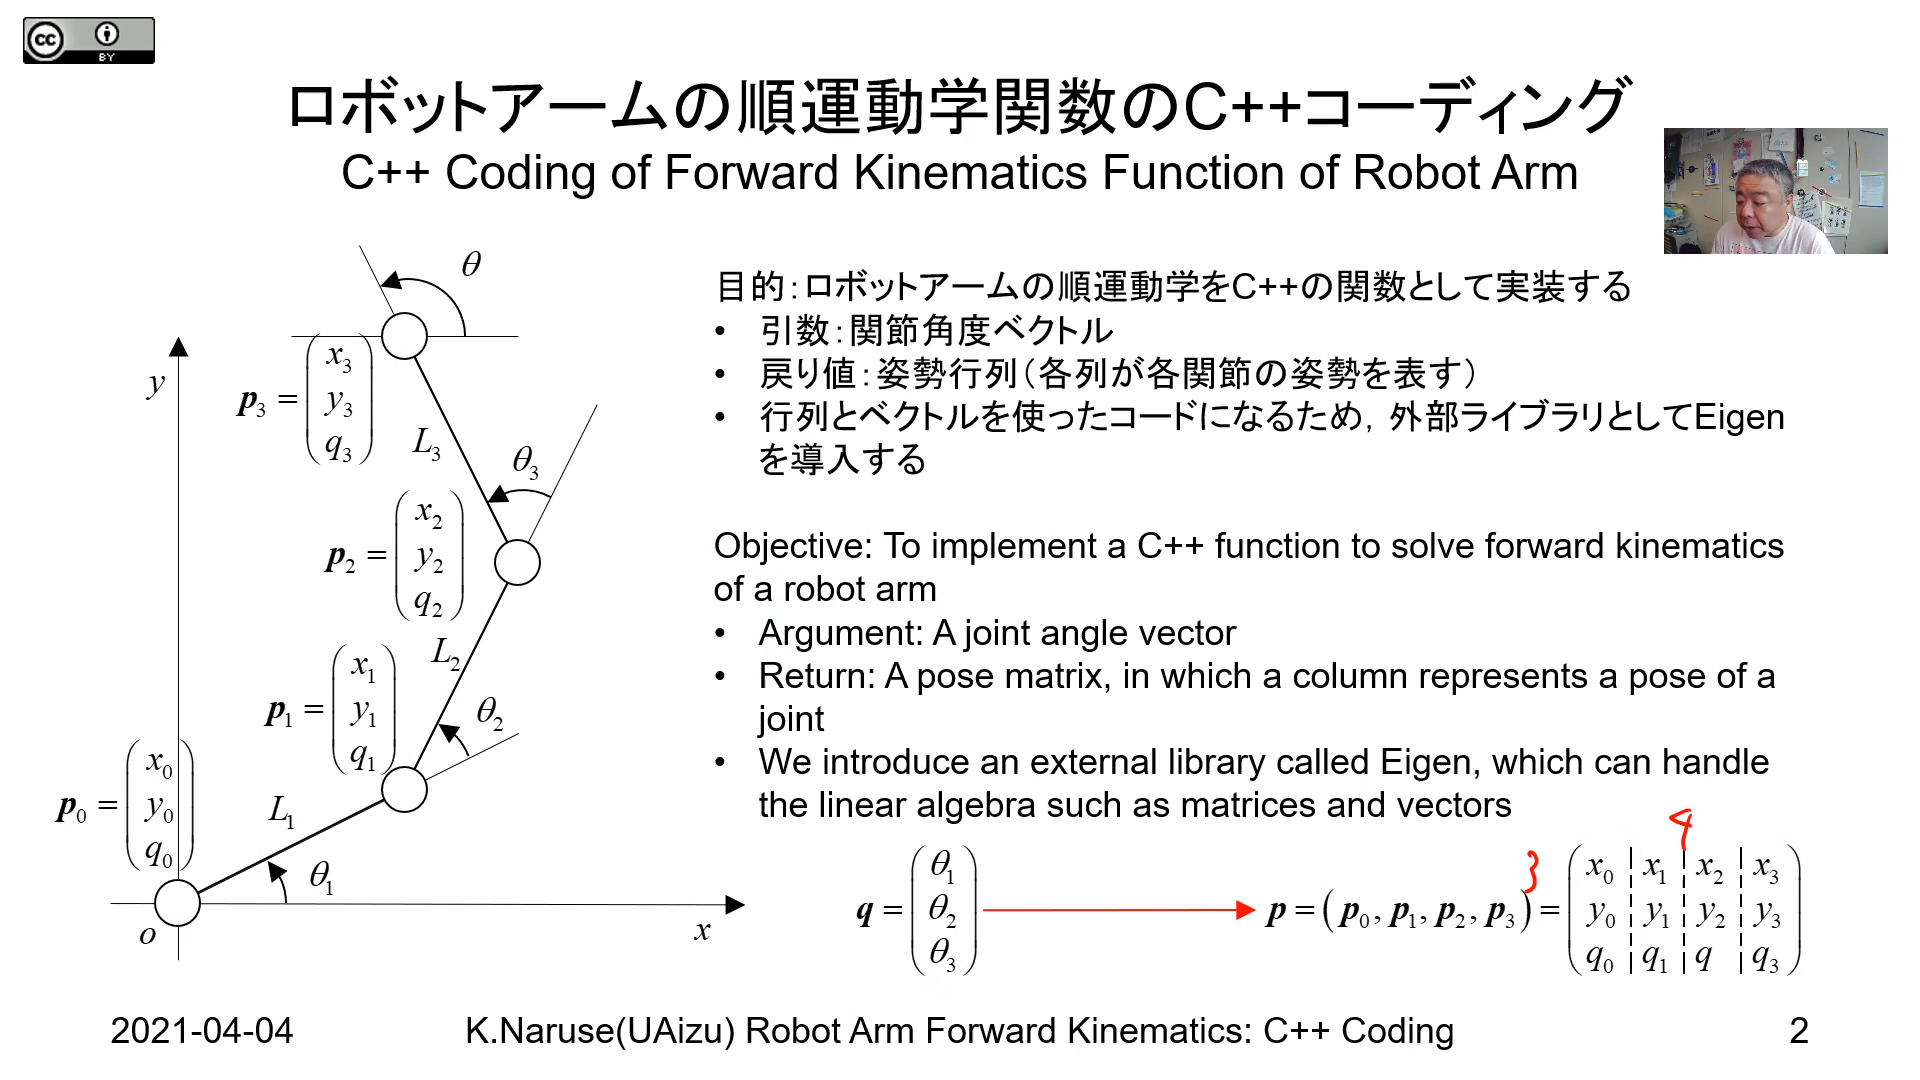 cc BY
ロボットアームの順運動学関数のC++コーディング
C++ Coding of Forward Kinematics Function of Robot Arm
目的：ロボットアームの順運動学をC++の関数として実装する
• 引数：関節角度ベクトル
• 戻り値：姿勢行列（各列が各関節の姿勢を表す）
• 行列とベクトルを使ったコードになるため，外部ライブラリとしてEigen
を導入する
Objective: To implement a C++ function to solve forward kinematics
of a robot arm
• Argument: A joint angle vector
• Return: A pose matrix, in which a column represents a pose of a
joint
• We introduce an external library called Eigen, which can handle
the linear algebra such as matrices and vectors
θ
y
p₃ = (x₃ y₃ q₃)
L₃
θ₃
p₂ = (x₂ y₂ q₂)
L₂
θ₂
p₁ = (x₁ y₁ q₁)
p₀ = (x₀ y₀ q₀)
L₁
θ₁
o
x
3 4
q = (θ₁ θ₂ θ₃)
p = (p₀, p₁, p₂, p₃) =
x₀ x₁ x₂ x₃
y₀ y₁ y₂ y₃
q₀ q₁ q q₃
2021-04-04 K.Naruse(UAizu) Robot Arm Forward Kinematics: C++ Coding 2